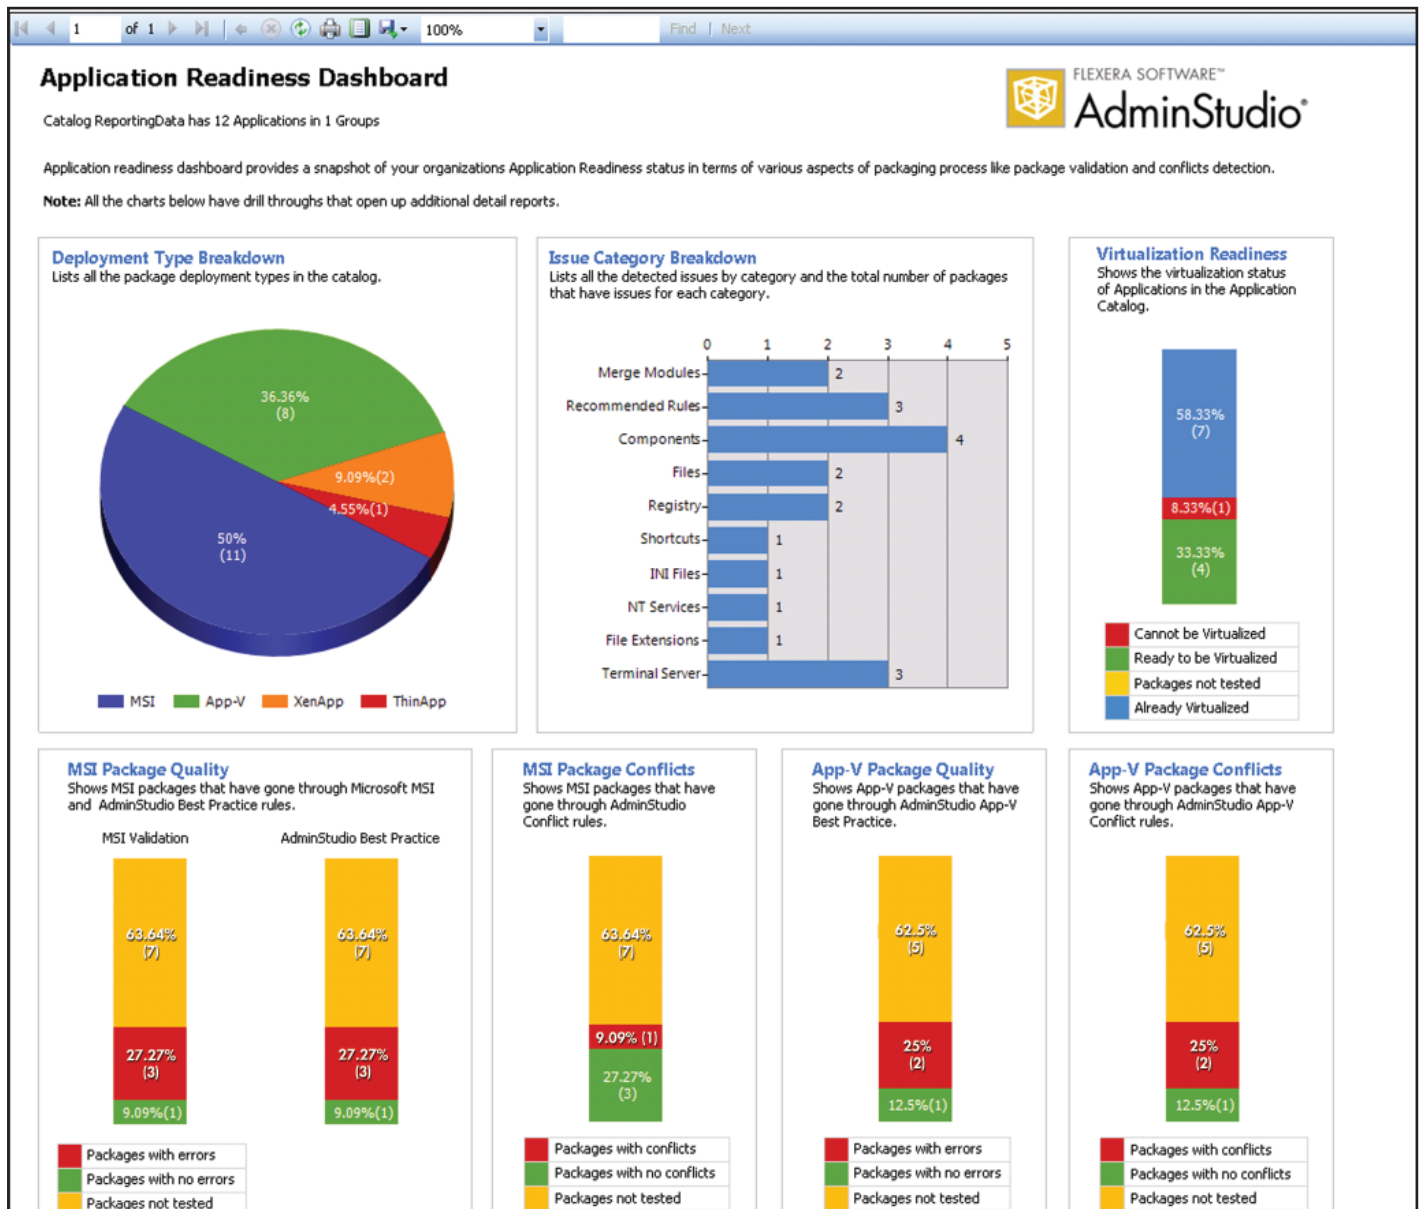 1 of 1 100% Find | Next
Application Readiness Dashboard
FLEXERA SOFTWARE™
AdminStudio®
Catalog ReportingData has 12 Applications in 1 Groups
Application readiness dashboard provides a snapshot of your organizations Application Readiness status in terms of various aspects of packaging process like package validation and conflicts detection.
Note: All the charts below have drill throughs that open up additional detail reports.
Deployment Type Breakdown
Lists all the package deployment types in the catalog.
36.36%
(8)
9.09%(2)
4.55%(1)
50%
(11)
MSI App-V XenApp ThinApp
Issue Category Breakdown
Lists all the detected issues by category and the total number of packages
that have issues for each category.
0 1 2 3 4 5
Merge Modules 2
Recommended Rules 3
Components 4
Files 2
Registry 2
Shortcuts 1
INI Files 1
NT Services 1
File Extensions 1
Terminal Server 3
Virtualization Readiness
Shows the virtualization status
of Applications in the Application
Catalog.
58.33%
(7)
8.33%(1)
33.33%
(4)
Cannot be Virtualized
Ready to be Virtualized
Packages not tested
Already Virtualized
MSI Package Quality
Shows MSI packages that have gone through Microsoft MSI
and AdminStudio Best Practice rules.
MSI Validation AdminStudio Best Practice
63.64%
(7)
27.27%
(3)
9.09%(1)
63.64%
(7)
27.27%
(3)
9.09%(1)
Packages with errors
Packages with no errors
Packages not tested
MSI Package Conflicts
Shows MSI packages that have
gone through AdminStudio
Conflict rules.
63.64%
(7)
9.09% (1)
27.27%
(3)
Packages with conflicts
Packages with no conflicts
Packages not tested
App-V Package Quality
Shows App-V packages that have
gone through AdminStudio App-V
Best Practice.
62.5%
(5)
25%
(2)
12.5%(1)
Packages with errors
Packages with no errors
Packages not tested
App-V Package Conflicts
Shows App-V packages that have
gone through AdminStudio App-V
Conflict rules.
62.5%
(5)
25%
(2)
12.5%(1)
Packages with conflicts
Packages with no conflicts
Packages not tested